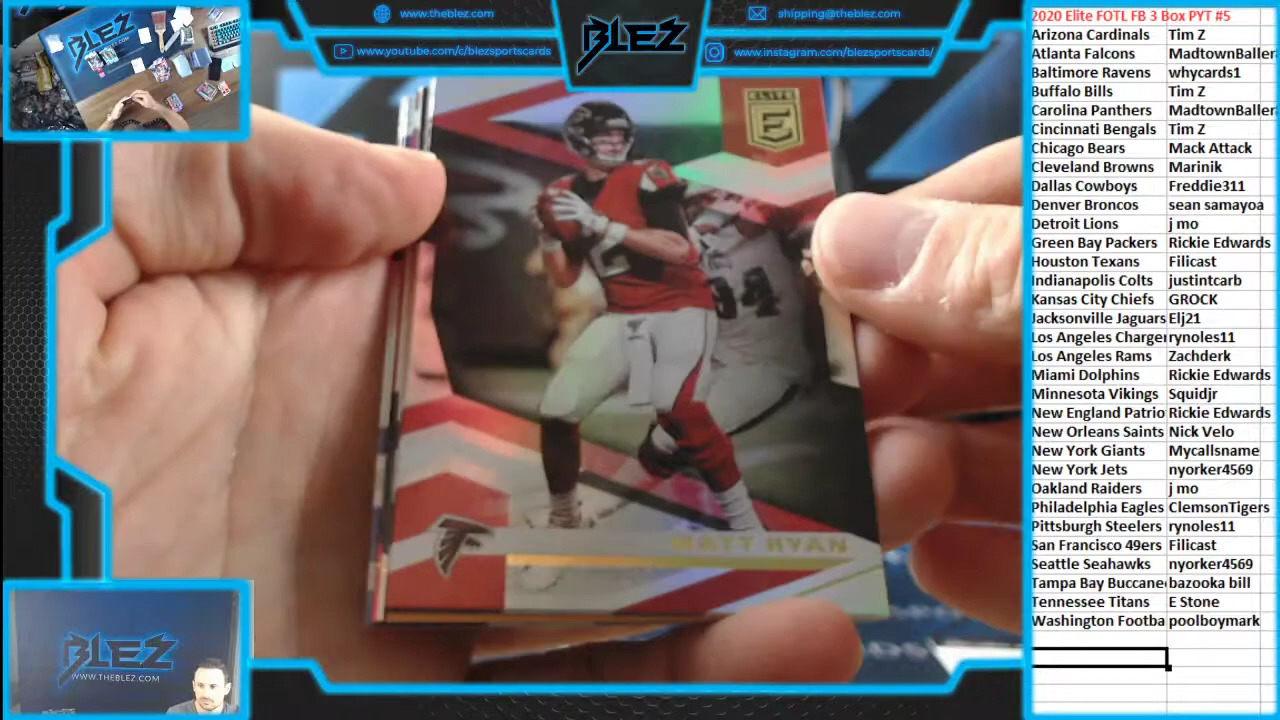 www.theblez.com
shipping@theblez.com
www.youtube.com/c/blezsportscards
www.instagram.com/blezsportscards/
BLEZ
BLEZ
ELITE
E
2
94
MATT RYAN
BLEZ
WWW.THEBLEZ.COM
2020 Elite FOTL FB 3 Box PYT #5
Arizona Cardinals Tim Z
Atlanta Falcons MadtownBaller
Baltimore Ravens whycards1
Buffalo Bills Tim Z
Carolina Panthers MadtownBaller
Cincinnati Bengals Tim Z
Chicago Bears Mack Attack
Cleveland Browns Marinik
Dallas Cowboys Freddie311
Denver Broncos sean samayoa
Detroit Lions j mo
Green Bay Packers Rickie Edwards
Houston Texans Filicast
Indianapolis Colts justintcarb
Kansas City Chiefs GROCK
Jacksonville Jaguars Elj21
Los Angeles Charger rynoles11
Los Angeles Rams Zachderk
Miami Dolphins Rickie Edwards
Minnesota Vikings Squidjr
New England Patrio Rickie Edwards
New Orleans Saints Nick Velo
New York Giants Mycallsname
New York Jets nyorker4569
Oakland Raiders j mo
Philadelphia Eagles ClemsonTigers
Pittsburgh Steelers rynoles11
San Francisco 49ers Filicast
Seattle Seahawks nyorker4569
Tampa Bay Buccanee bazooka bill
Tennessee Titans E Stone
Washington Footba poolboymark